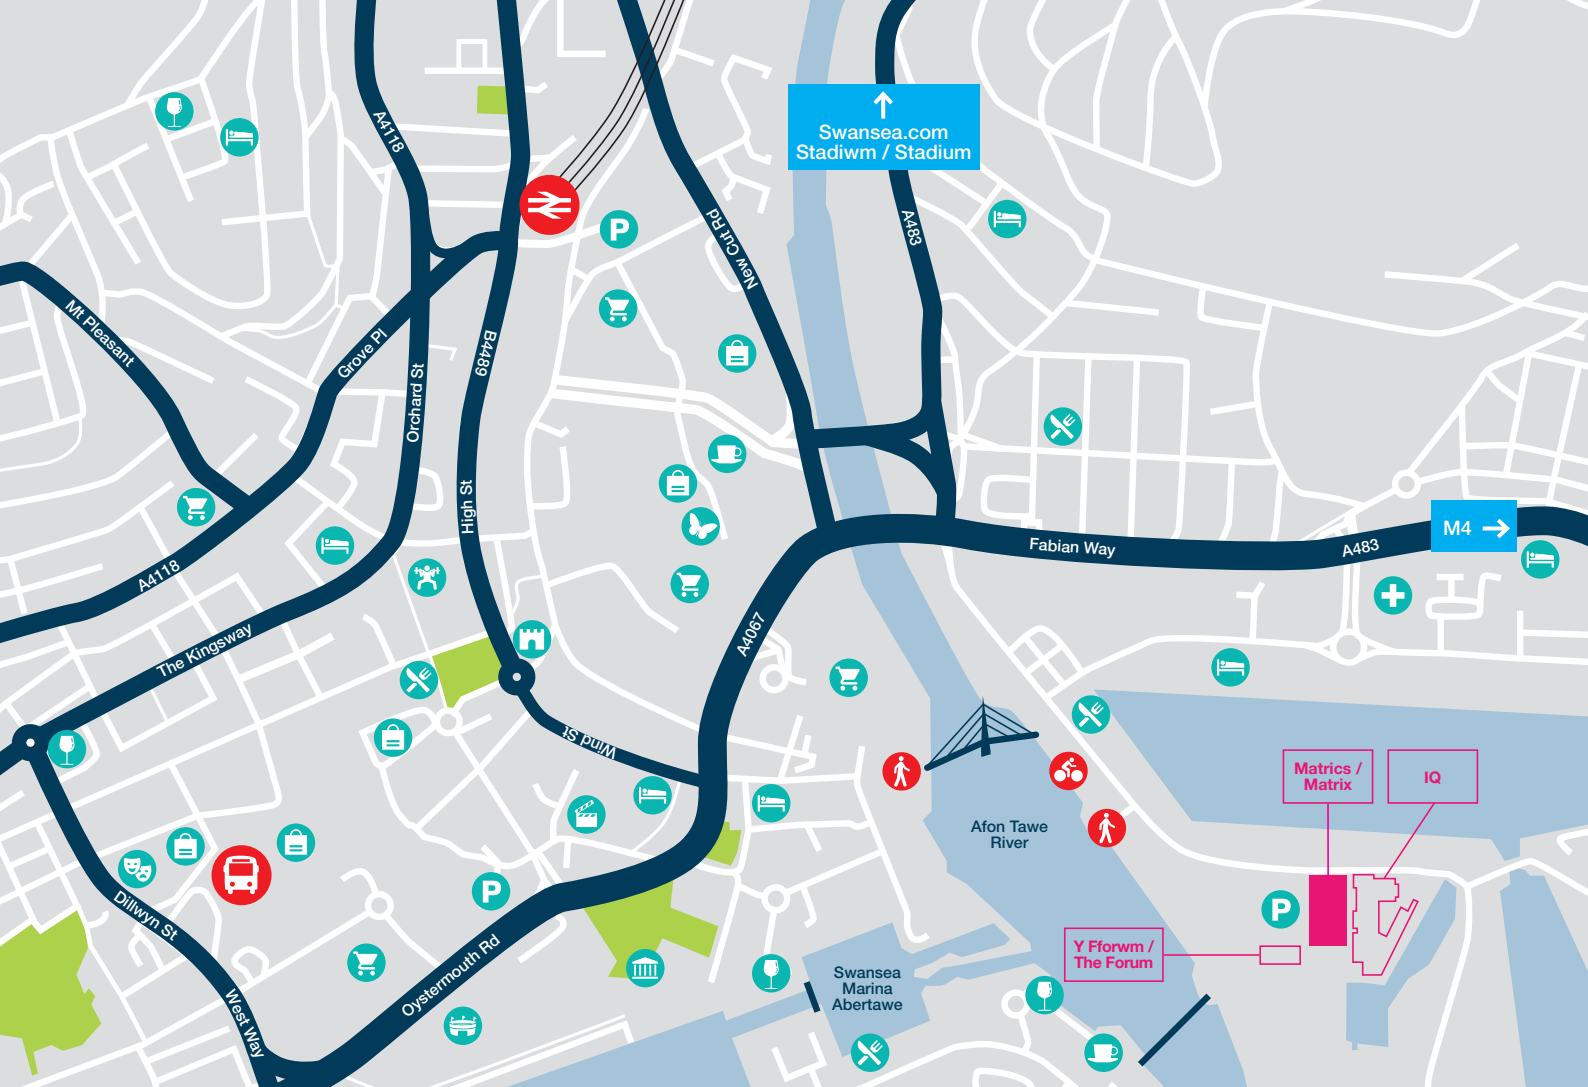 Swansea.com
Stadiwm / Stadium
A4118
A483
New Cut Rd
Mt Pleasant
Grove Pl
B4489
Orchard St
High St
M4
A483
Fabian Way
A4118
A4067
The Kingsway
Wind St
Matrics /
Matrix
IQ
Afon Tawe
River
P
P
P
Dillwyn St
Y Fforwm /
The Forum
Oystermouth Rd
Swansea
Marina
Abertawe
West Way